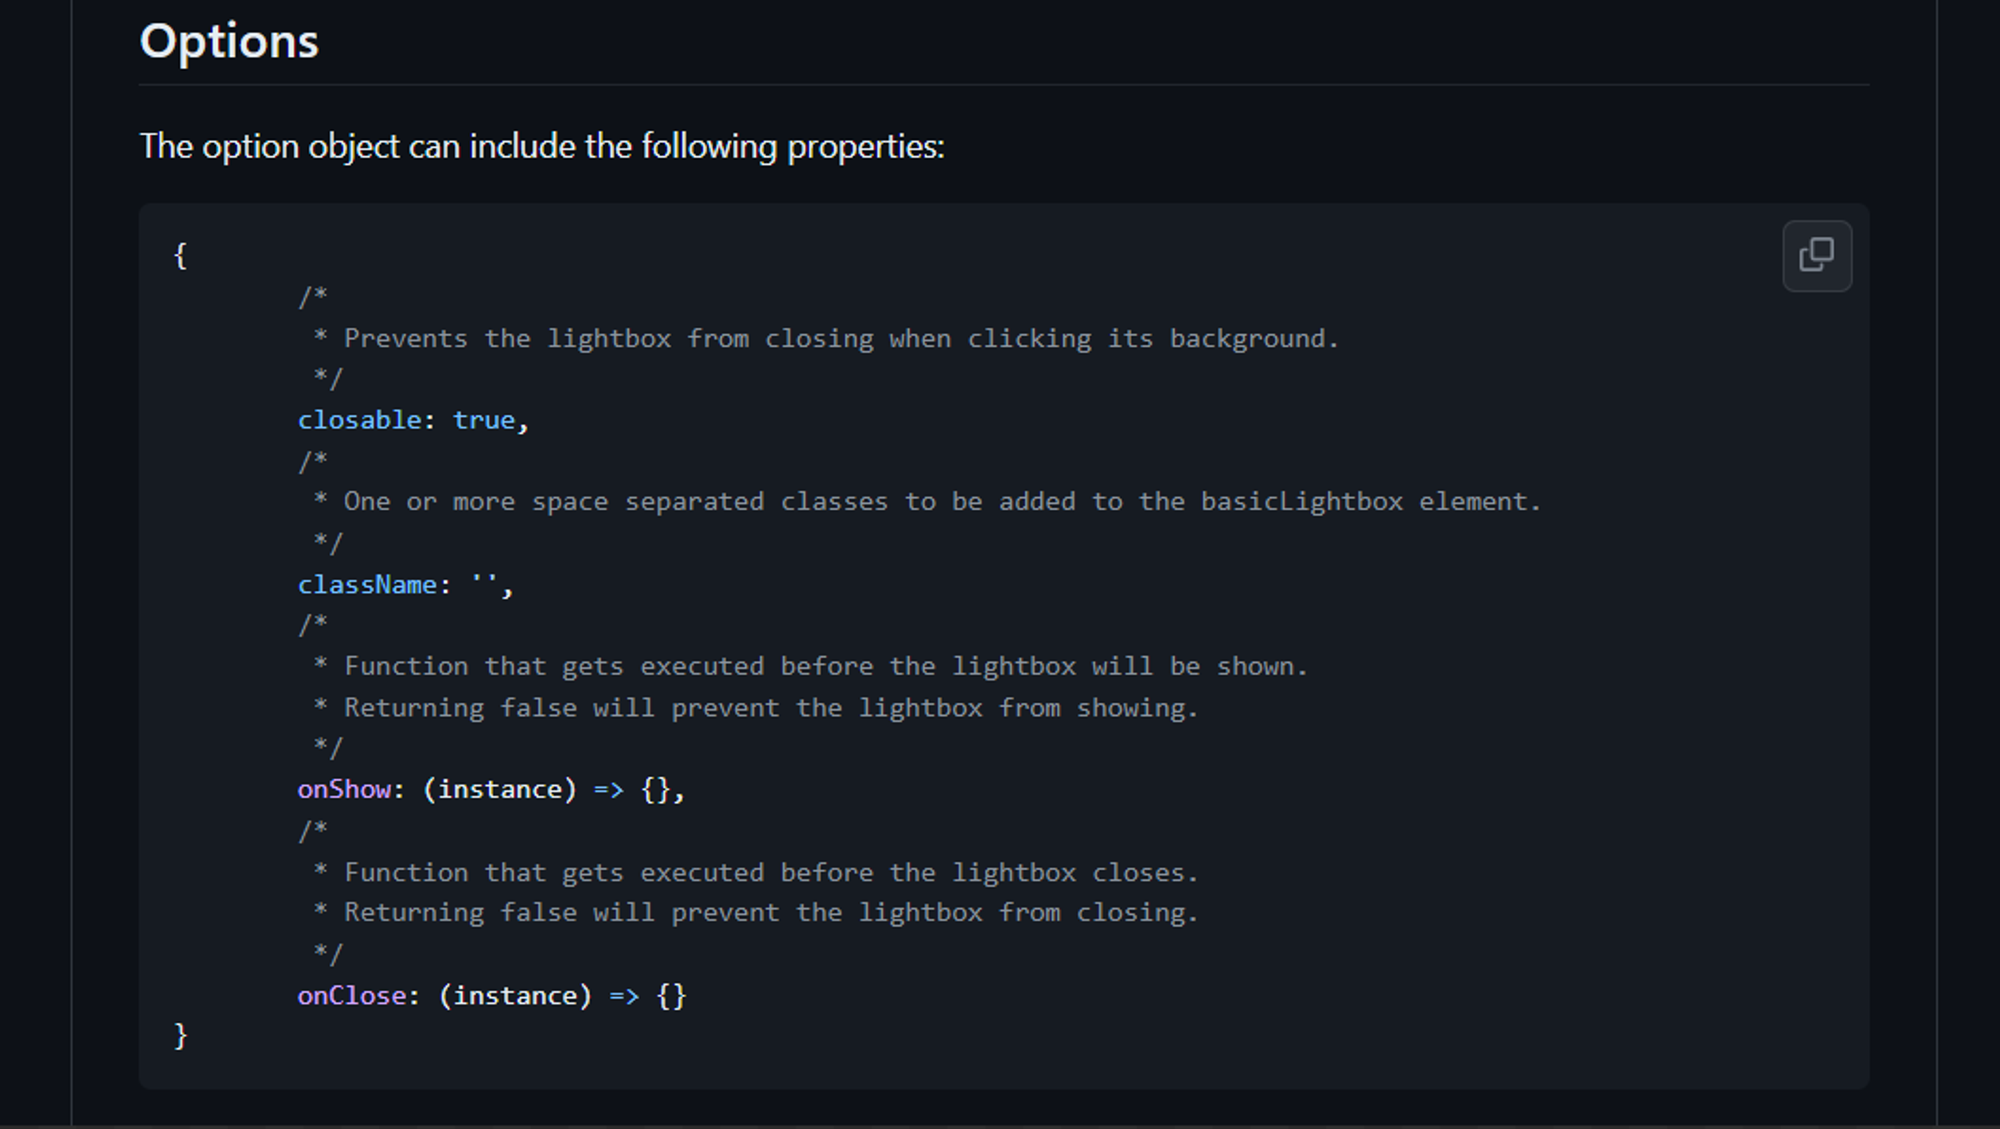 Options
The option object can include the following properties:
{
/*
* Prevents the lightbox from closing when clicking its background.
*/
closable: true,
/*
* One or more space separated classes to be added to the basicLightbox element.
*/
className: '',
/*
* Function that gets executed before the lightbox will be shown.
* Returning false will prevent the lightbox from showing.
*/
onShow: (instance) => {},
/*
* Function that gets executed before the lightbox closes.
* Returning false will prevent the lightbox from closing.
*/
onClose: (instance) => {}
}